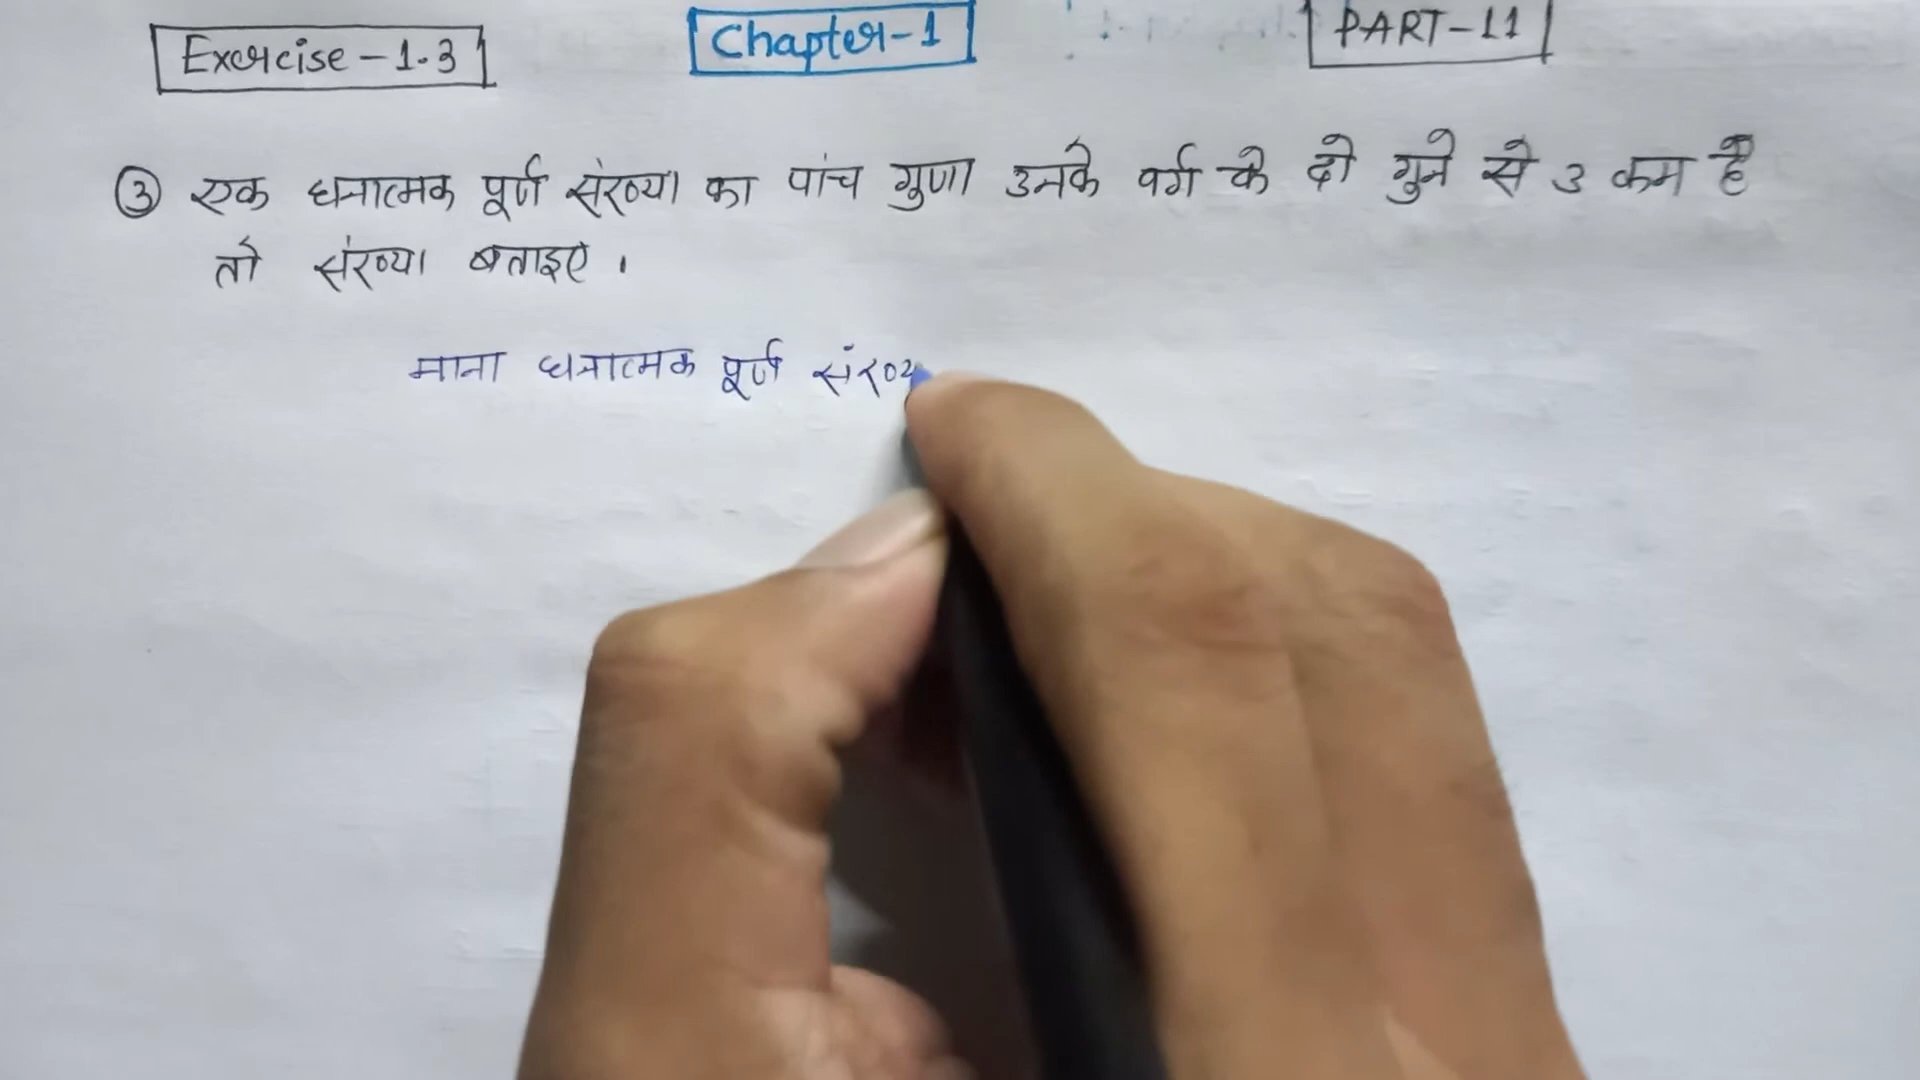 Exercise-1.3
Chapter-1
PART-11
③ एक धनात्मक पूर्ण संख्या का पांच गुणा उनके वर्ग के दो गुने से 3 कम है
तो संख्या बताइए ।
माना धनात्मक पूर्ण